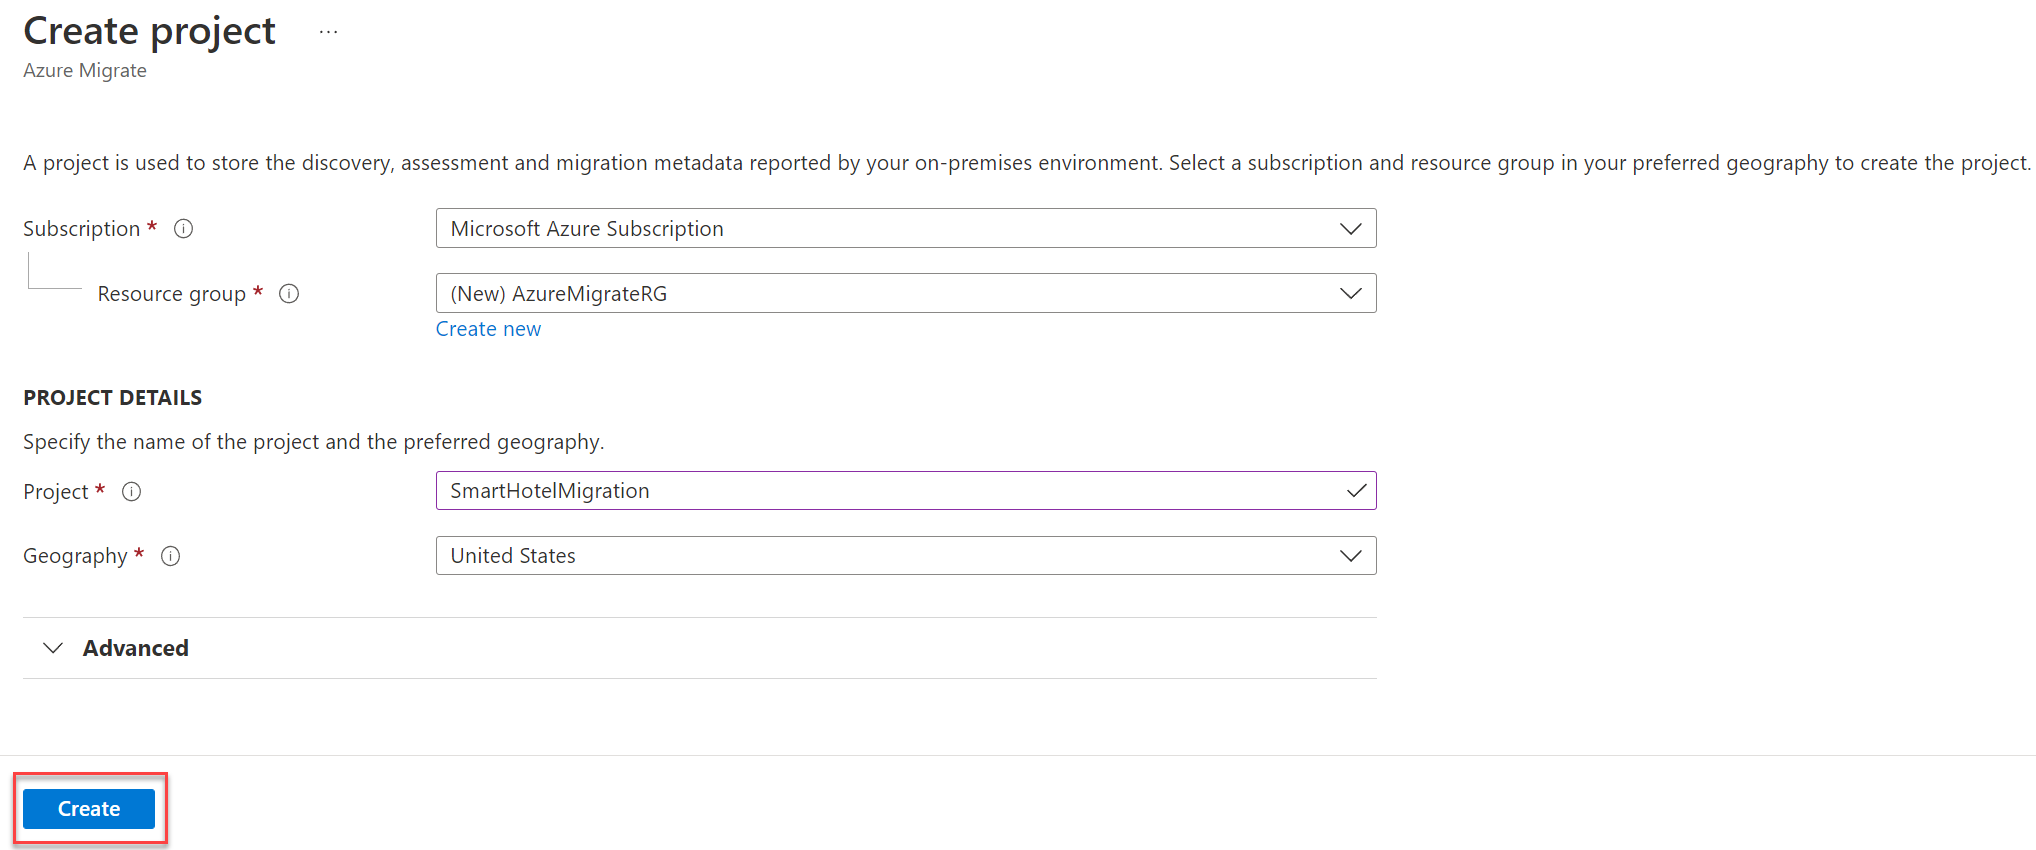 Create project ...
Azure Migrate
A project is used to store the discovery, assessment and migration metadata reported by your on-premises environment. Select a subscription and resource group in your preferred geography to create the project.
Subscription * Microsoft Azure Subscription
Resource group * (New) AzureMigrateRG
Create new
PROJECT DETAILS
Specify the name of the project and the preferred geography.
Project * SmartHotelMigration
Geography * United States
Advanced
Create